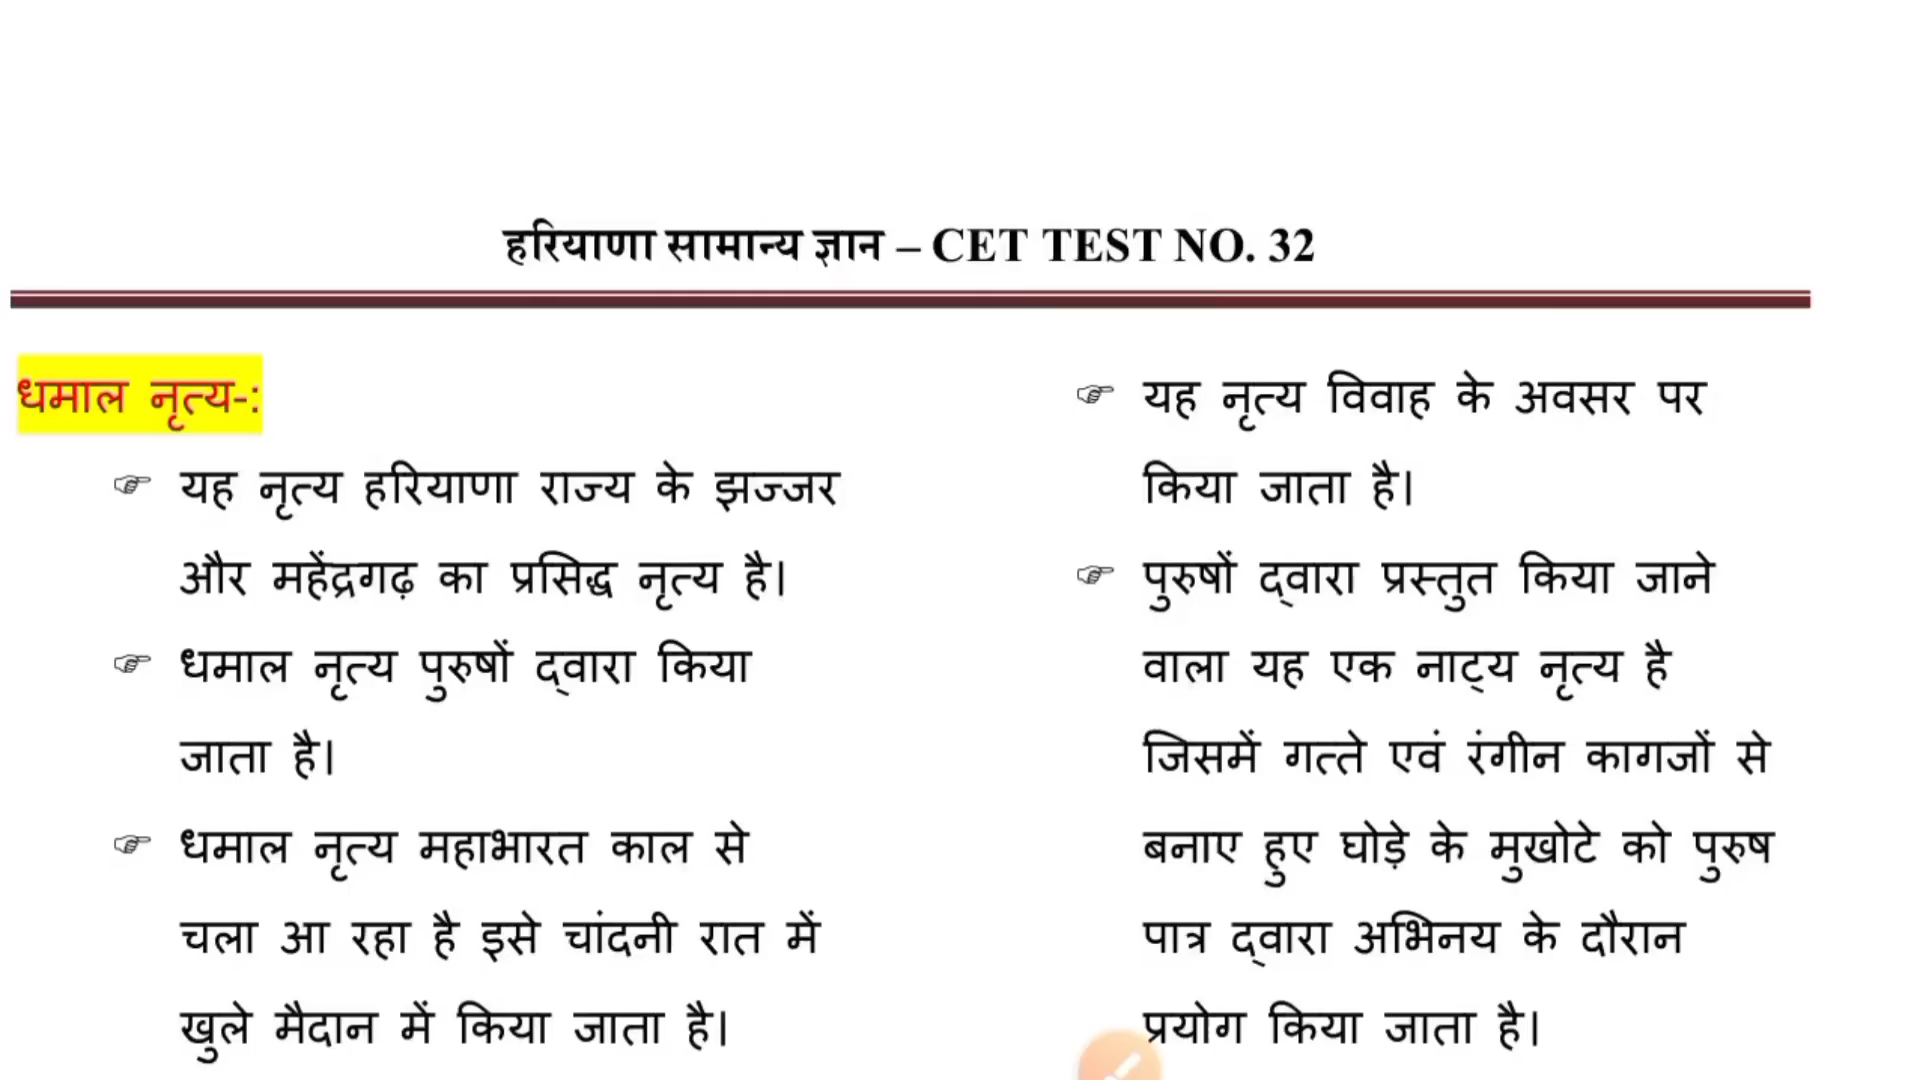 हरियाणा सामान्य ज्ञान – CET TEST NO. 32
धमाल नृत्य-:
☞ यह नृत्य हरियाणा राज्य के झज्जर
और महेंद्रगढ़ का प्रसिद्ध नृत्य है।
☞ धमाल नृत्य पुरुषों द्वारा किया
जाता है।
☞ धमाल नृत्य महाभारत काल से
चला आ रहा है इसे चांदनी रात में
खुले मैदान में किया जाता है।
☞ यह नृत्य विवाह के अवसर पर
किया जाता है।
☞ पुरुषों द्वारा प्रस्तुत किया जाने
वाला यह एक नाट्य नृत्य है
जिसमें गत्ते एवं रंगीन कागजों से
बनाए हुए घोड़े के मुखोटे को पुरुष
पात्र द्वारा अभिनय के दौरान
प्रयोग किया जाता है।